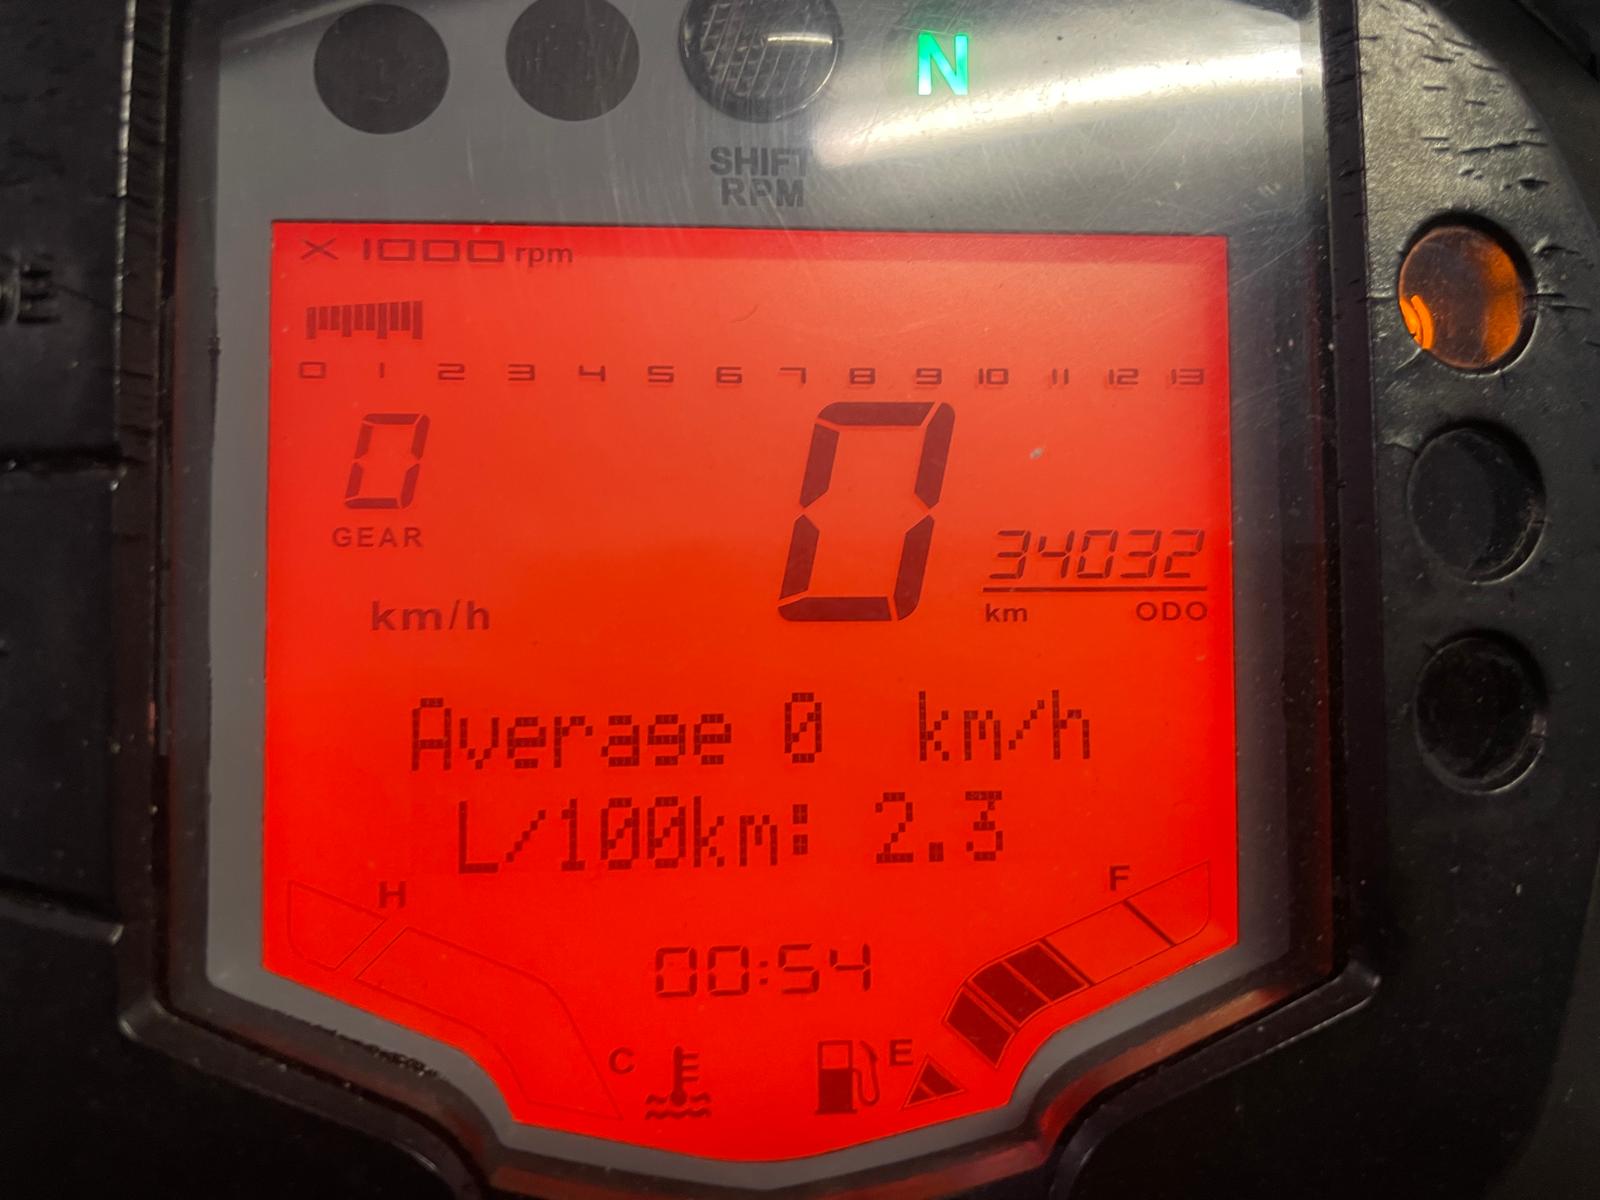 N
SHIFT
RPM
X 1000 rpm
0 1 2 3 4 5 6 7 8 9 10 11 12 13
0
GEAR
0
34032
km/h
km ODO
Average 0 km/h
L/100km: 2.3
H
F
00:54
C
E